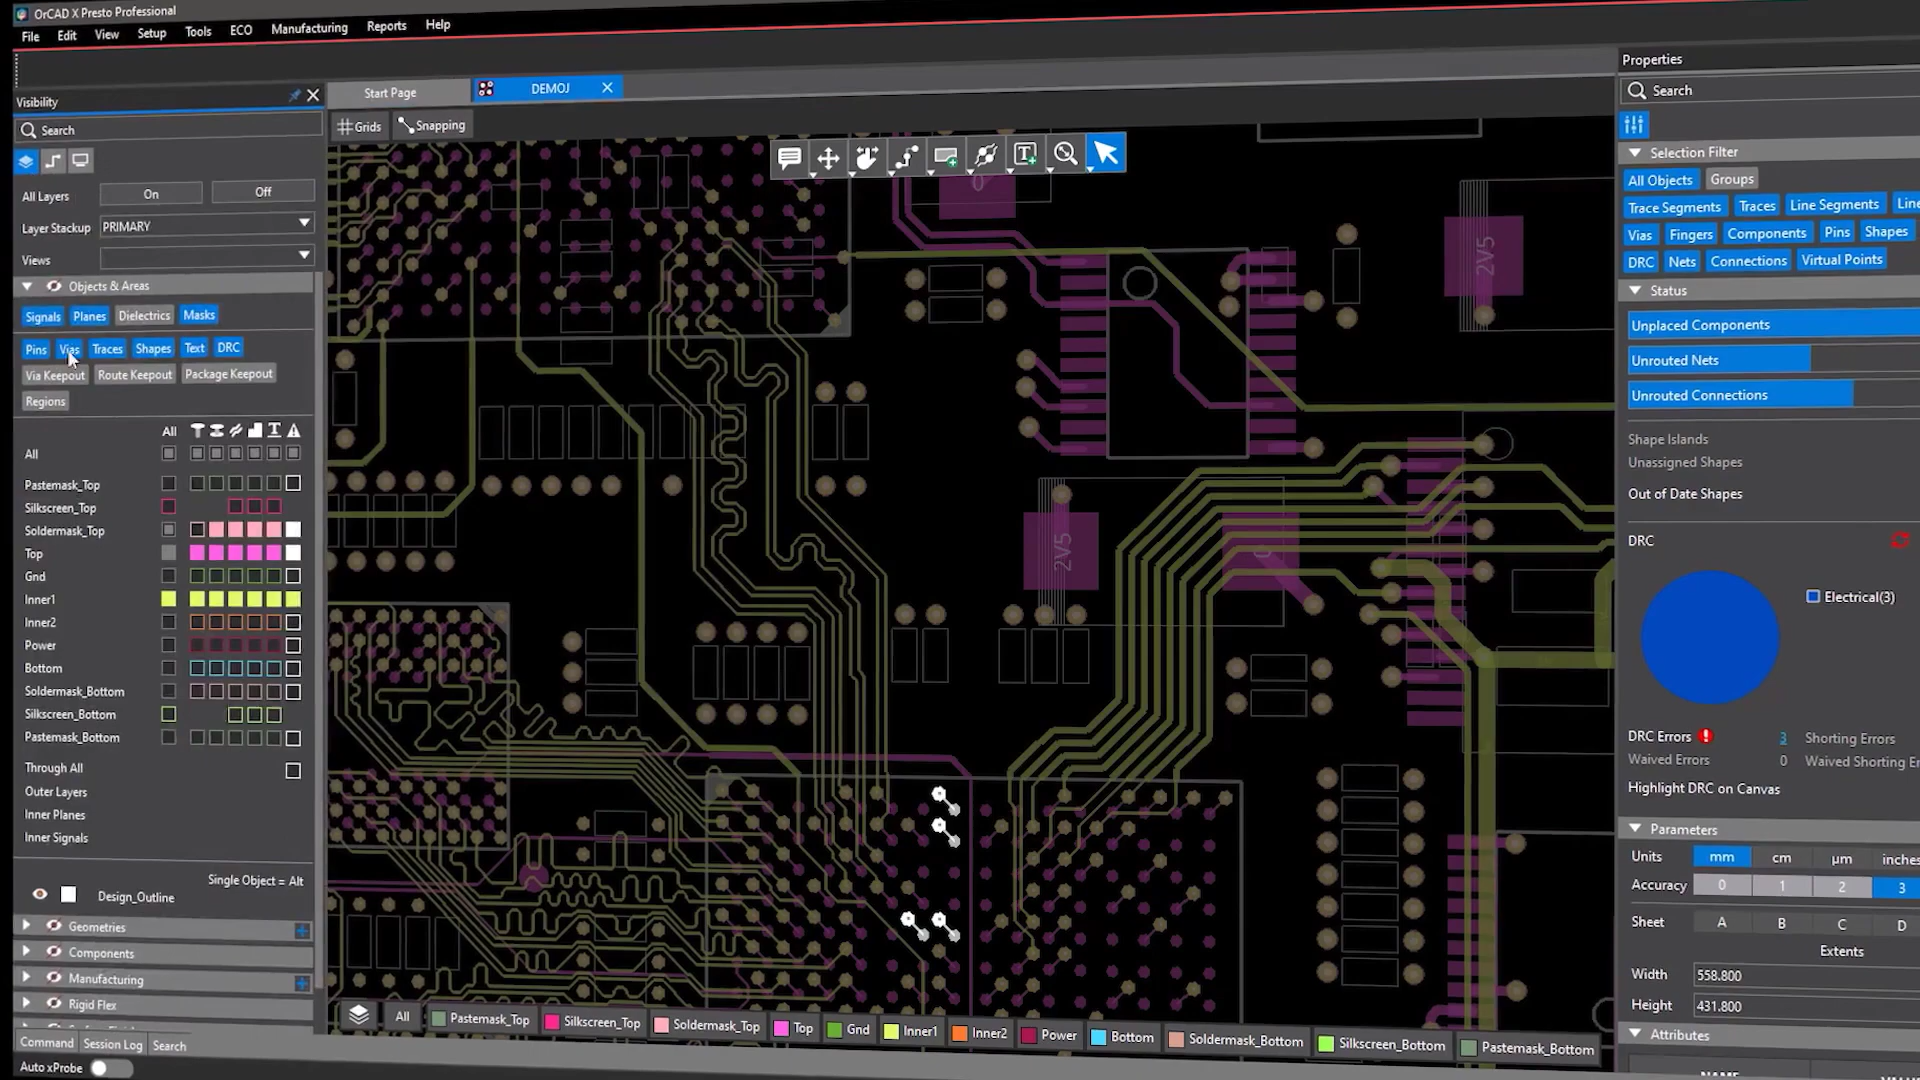 OrCAD X Presto Professional
File Edit View Setup Tools ECO Manufacturing Reports Help
Visibility
Search
All Layers On Off
Layer Stackup PRIMARY
Views
Objects & Areas
Signals Planes Dielectrics Masks
Pins Vias Traces Shapes Text DRC
Via Keepout Route Keepout Package Keepout
Regions
All
All
Pastemask_Top
Silkscreen_Top
Soldermask_Top
Top
Gnd
Inner1
Inner2
Power
Bottom
Soldermask_Bottom
Silkscreen_Bottom
Pastemask_Bottom
Through All
Outer Layers
Inner Planes
Inner Signals
Single Object = Alt
Design_Outline
Geometries
Components
Manufacturing
Rigid Flex
Command Session Log Search
Auto xProbe
Start Page DEMOJ
Grids Snapping
0
2V5
2V5
All Pastemask_Top Silkscreen_Top Soldermask_Top Top Gnd Inner1 Inner2 Power Bottom Soldermask_Bottom Silkscreen_Bottom Pastemask_Bottom
Properties
Search
Selection Filter
All Objects Groups
Trace Segments Traces Line Segments Line
Vias Fingers Components Pins Shapes
DRC Nets Connections Virtual Points
Status
Unplaced Components
Unrouted Nets
Unrouted Connections
Shape Islands
Unassigned Shapes
Out of Date Shapes
DRC
Electrical(3)
DRC Errors 3 Shorting Errors
Waived Errors 0 Waived Shorting Er
Highlight DRC on Canvas
Parameters
Units mm cm µm inches
Accuracy 0 1 2 3
Sheet A B C D
Extents
Width 558.800
Height 431.800
Attributes
NAME